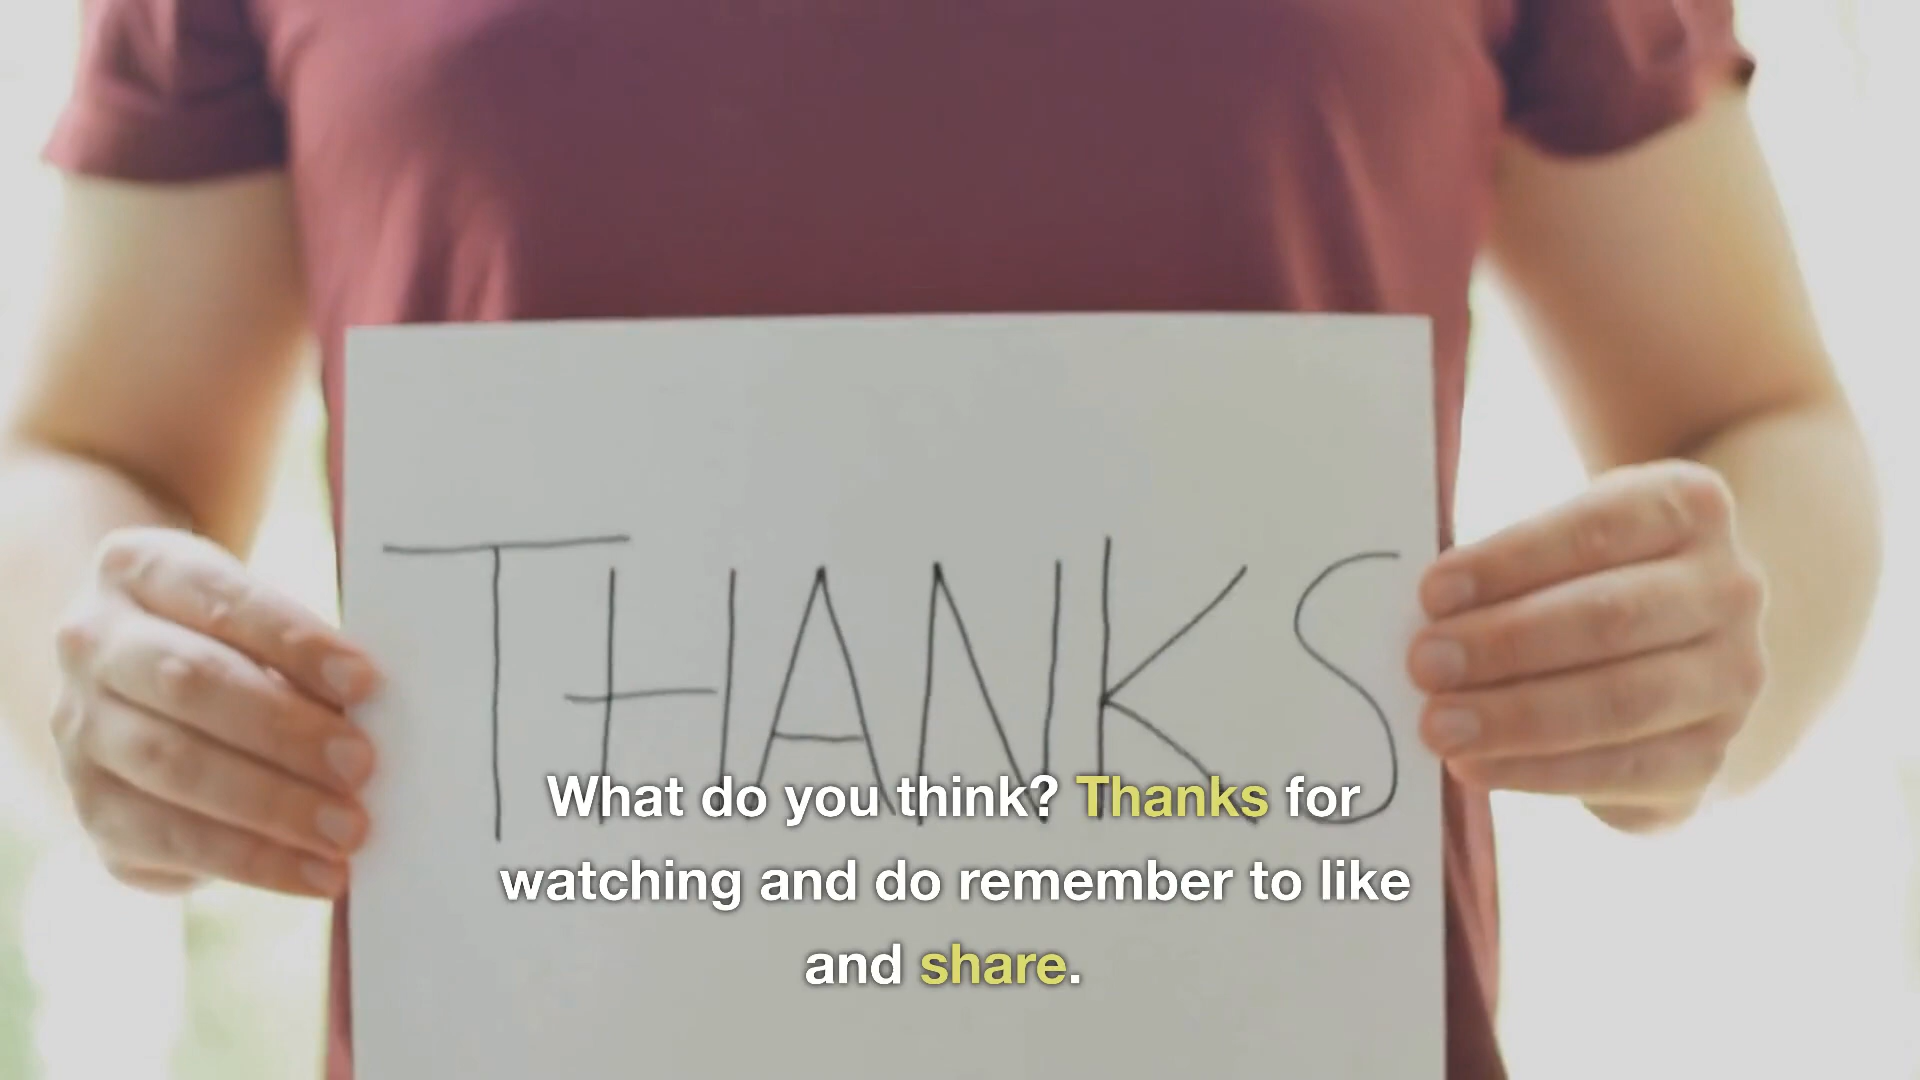 THANKS
What do you think? Thanks for
watching and do remember to like
and share.